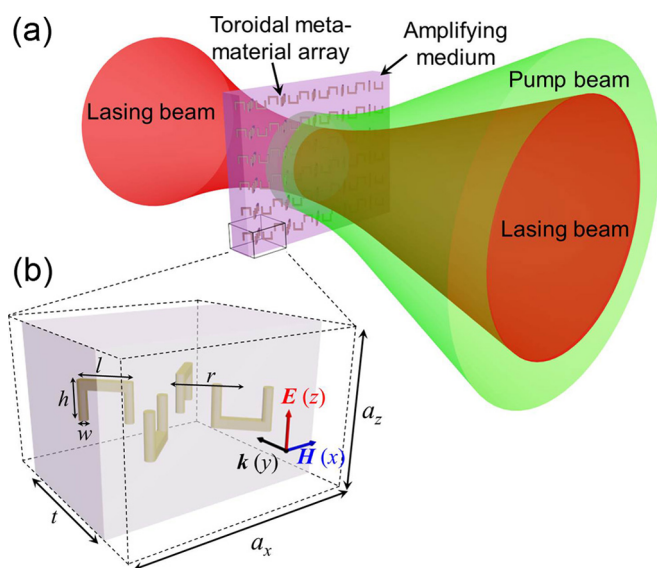 (a)
Toroidal meta-
material array
Amplifying
medium
Pump beam
Lasing beam
Lasing beam
(b)
l
r
h
w
E (z)
k (y)
H (x)
a_z
t
a_x